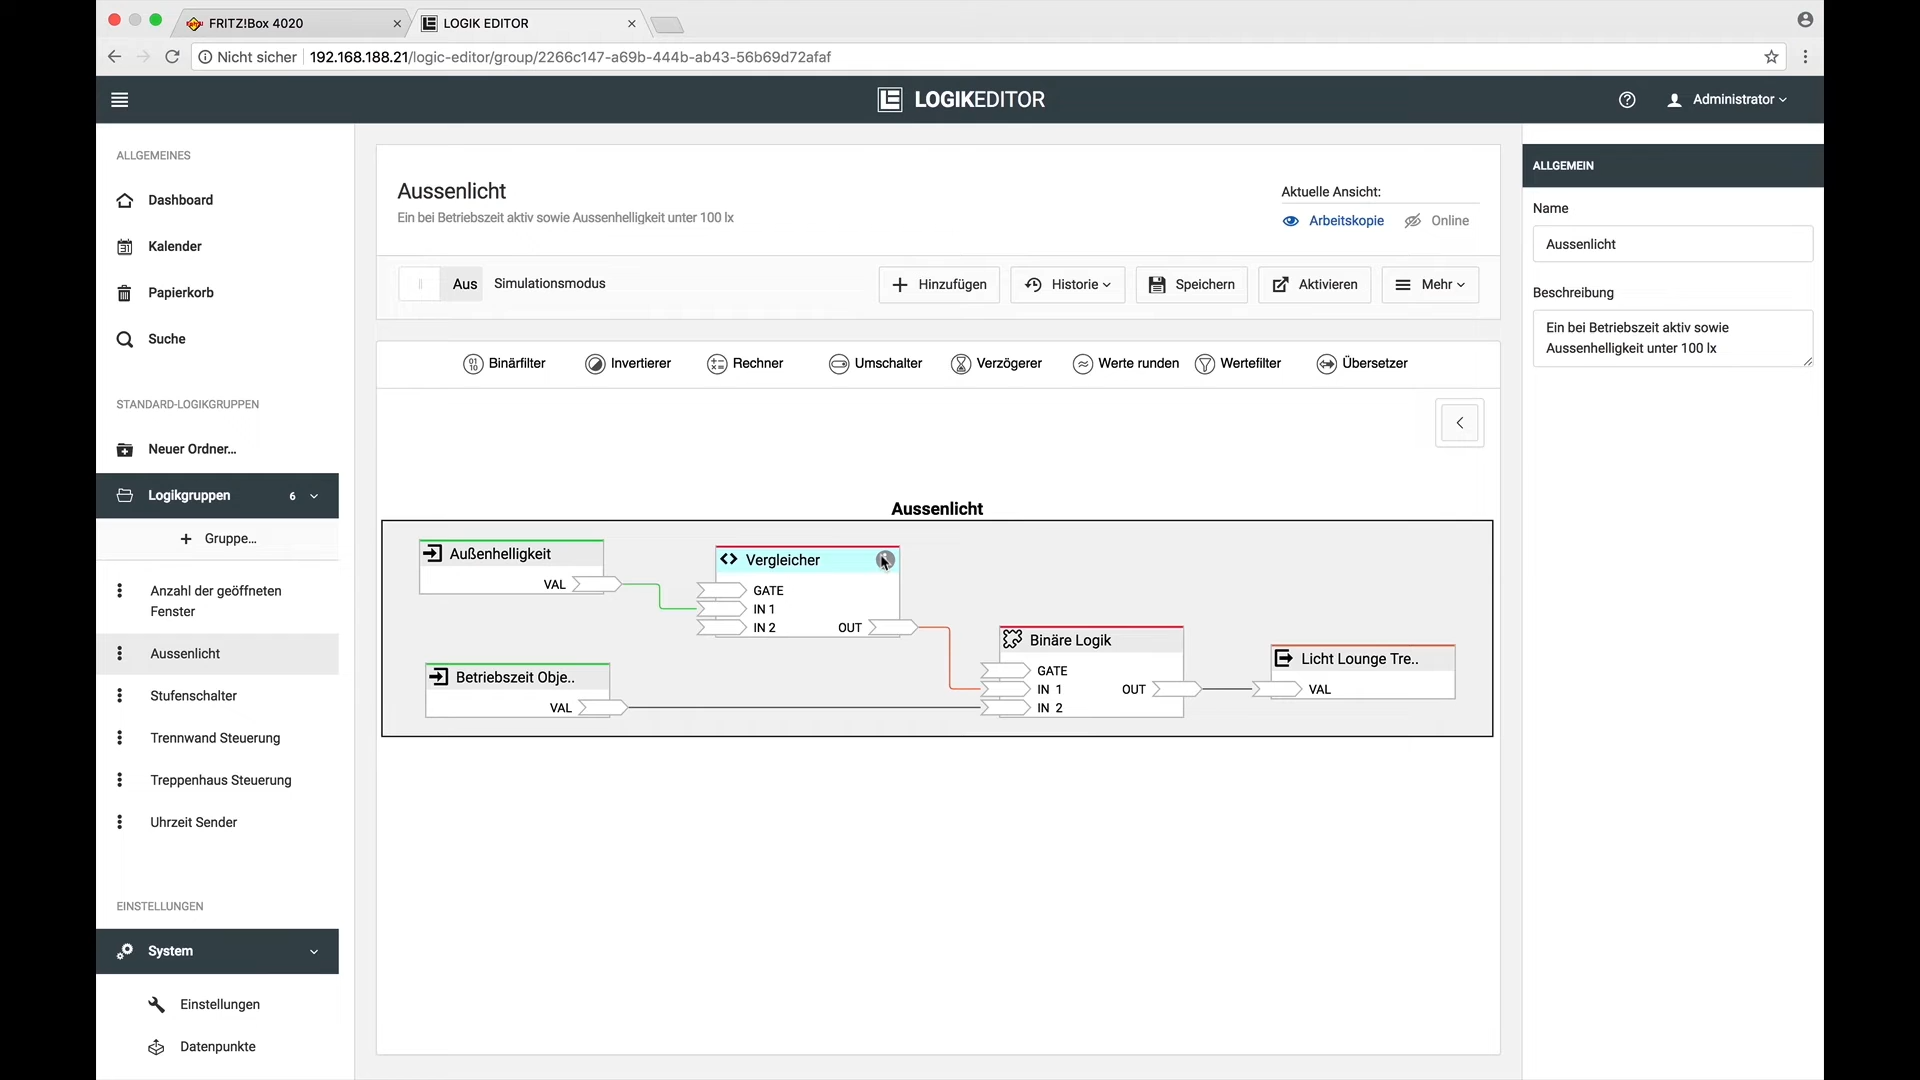 FRITZ!Box 4020
LOGIK EDITOR
Nicht sicher
192.168.188.21/logic-editor/group/2266c147-a69b-444b-ab43-56b69d72afaf
LOGIKEDITOR
Administrator
ALLGEMEINES
Dashboard
Kalender
Papierkorb
Suche
STANDARD-LOGIKGRUPPEN
Neuer Ordner...
Logikgruppen 6
+ Gruppe...
Anzahl der geöffneten
Fenster
Aussenlicht
Stufenschalter
Trennwand Steuerung
Treppenhaus Steuerung
Uhrzeit Sender
EINSTELLUNGEN
System
Einstellungen
Datenpunkte
Aussenlicht
Ein bei Betriebszeit aktiv sowie Aussenhelligkeit unter 100 lx
Aktuelle Ansicht:
Arbeitskopie
Online
Aus
Simulationsmodus
Hinzufügen
Historie
Speichern
Aktivieren
Mehr
Binärfilter
Invertierer
Rechner
Umschalter
Verzögerer
Werte runden
Wertefilter
Übersetzer
Aussenlicht
Außenhelligkeit
VAL
Vergleicher
GATE
IN 1
IN 2
OUT
Betriebszeit Obje..
VAL
Binäre Logik
GATE
IN 1
OUT
IN 2
Licht Lounge Tre..
VAL
ALLGEMEIN
Name
Aussenlicht
Beschreibung
Ein bei Betriebszeit aktiv sowie
Aussenhelligkeit unter 100 lx